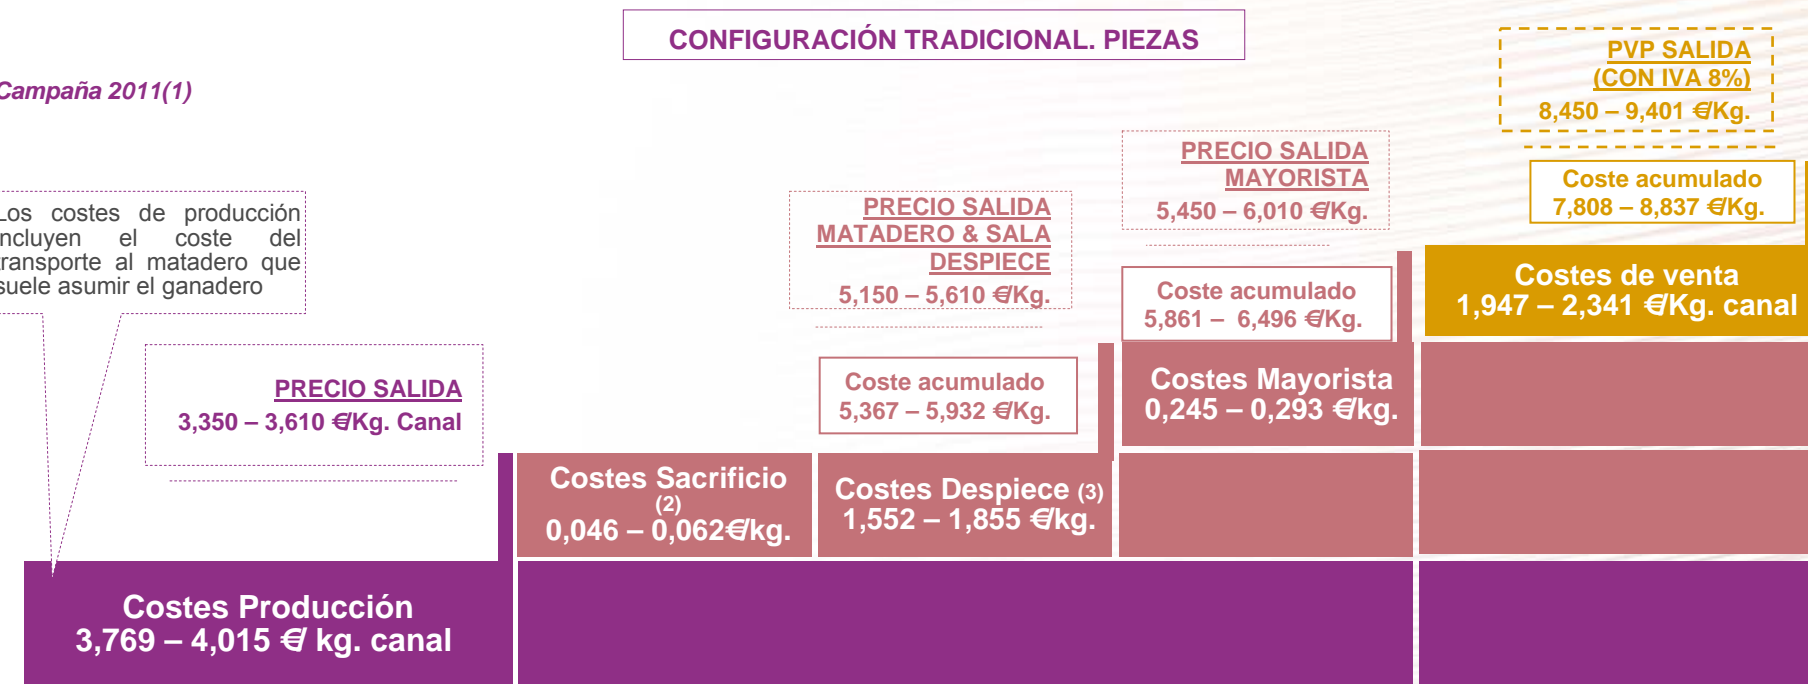 CONFIGURACIÓN TRADICIONAL. PIEZAS
Campaña 2011(1)
Los costes de producción
incluyen el coste del
transporte al matadero que
suele asumir el ganadero
PRECIO SALIDA
3,350 – 3,610 €/Kg. Canal
Costes Producción
3,769 – 4,015 €/ kg. canal
Costes Sacrificio
(2)
0,046 – 0,062€/kg.
PRECIO SALIDA
MATADERO & SALA
DESPIECE
5,150 – 5,610 €/Kg.
Coste acumulado
5,367 – 5,932 €/Kg.
Costes Despiece (3)
1,552 – 1,855 €/kg.
PRECIO SALIDA
MAYORISTA
5,450 – 6,010 €/Kg.
Coste acumulado
5,861 – 6,496 €/Kg.
Costes Mayorista
0,245 – 0,293 €/kg.
PVP SALIDA
(CON IVA 8%)
8,450 – 9,401 €/Kg.
Coste acumulado
7,808 – 8,837 €/Kg.
Costes de venta
1,947 – 2,341 €/Kg. canal